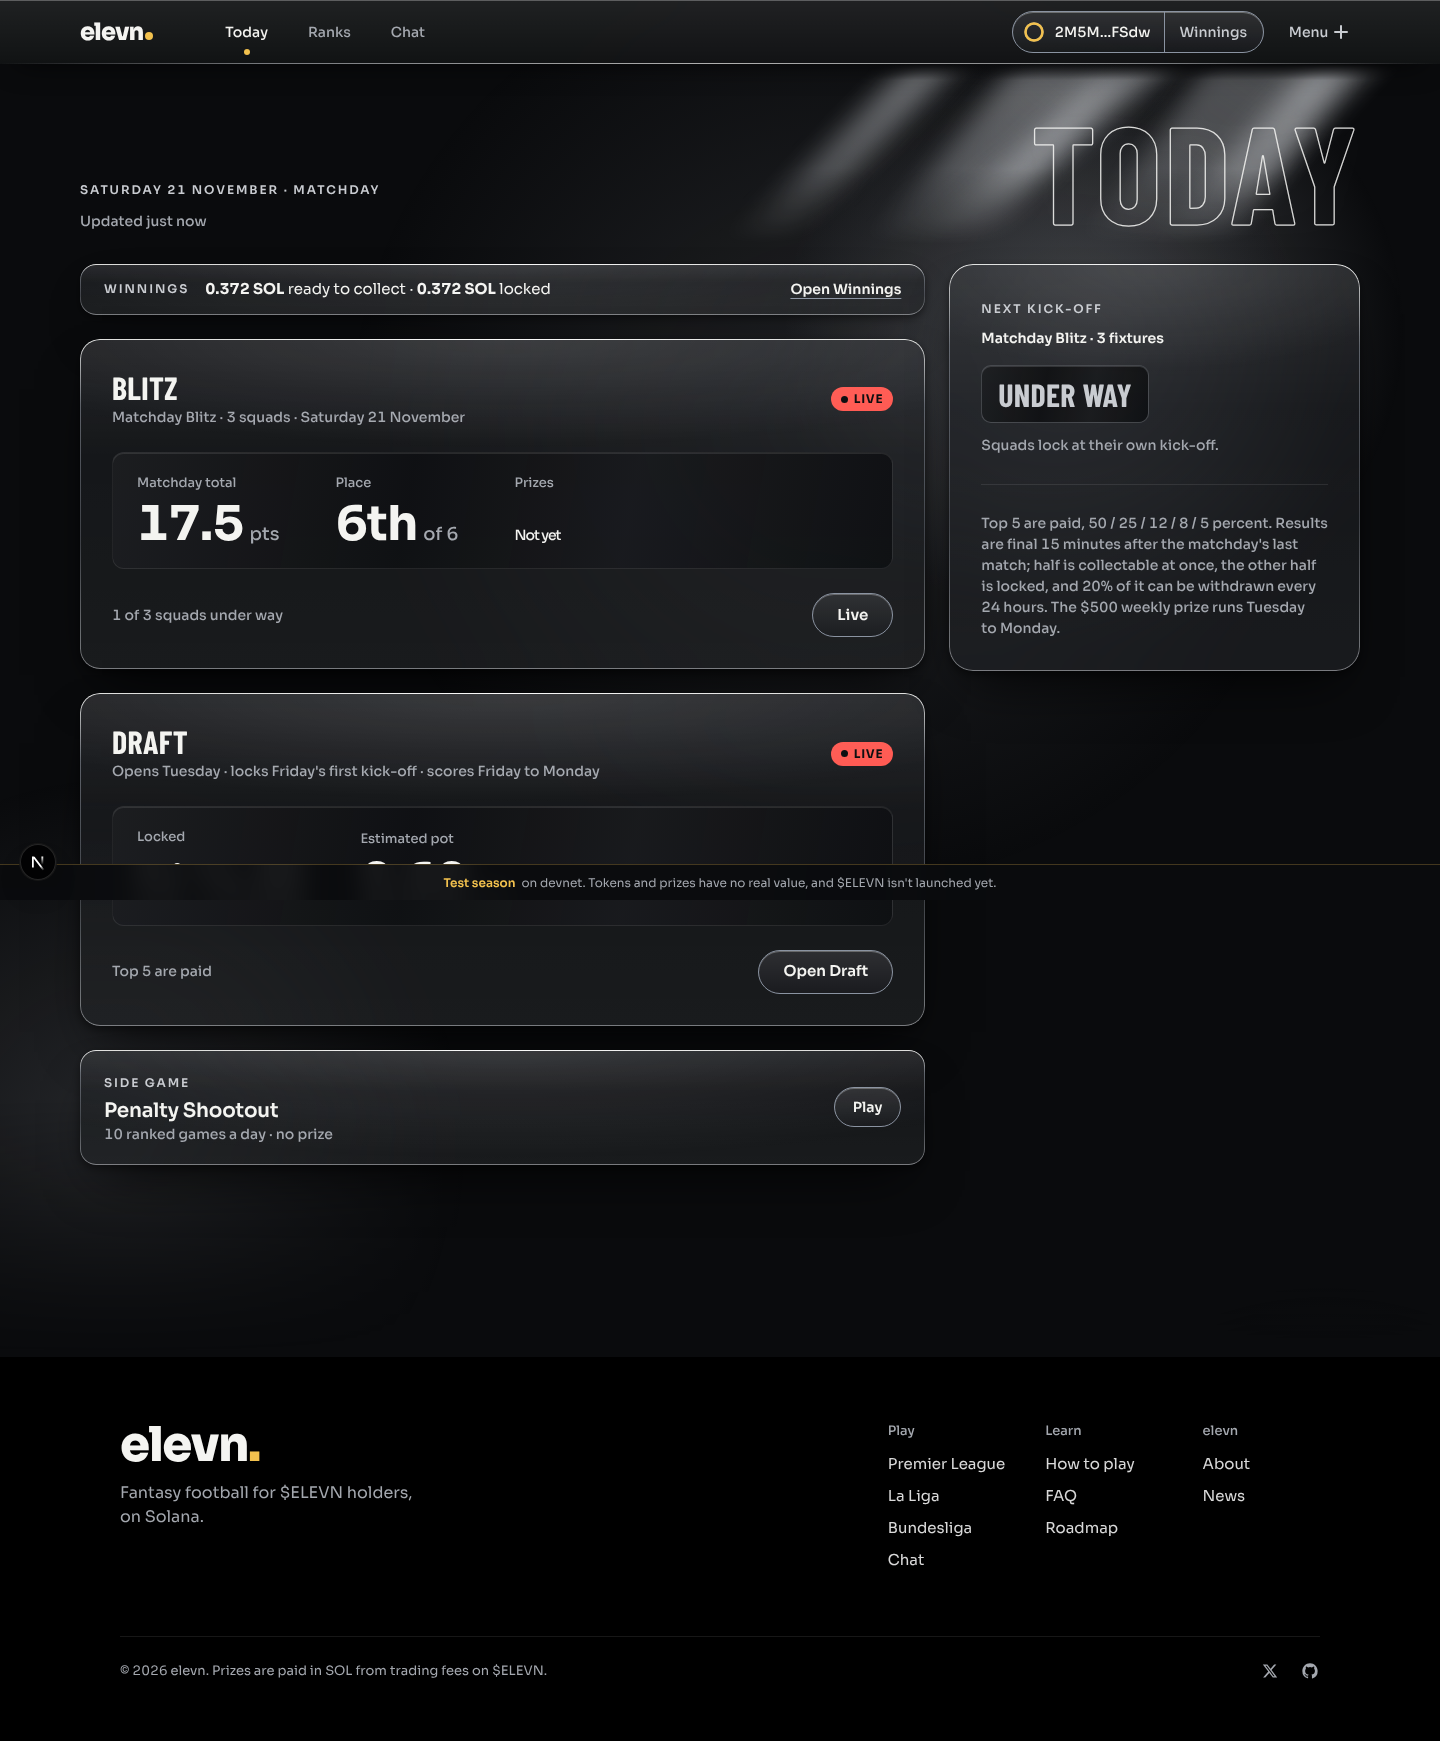 elevn.
Today
Ranks
Chat
2M5M...FSdw
Winnings
Menu
TODAY
SATURDAY 21 NOVEMBER · MATCHDAY
Updated just now
WINNINGS 0.372 SOL ready to collect · 0.372 SOL locked
Open Winnings
BLITZ
Matchday Blitz · 3 squads · Saturday 21 November
LIVE
Matchday total
17.5 pts
Place
6th of 6
Prizes
Not yet
1 of 3 squads under way
Live
NEXT KICK-OFF
Matchday Blitz · 3 fixtures
UNDER WAY
Squads lock at their own kick-off.
Top 5 are paid, 50 / 25 / 12 / 8 / 5 percent. Results
are final 15 minutes after the matchday's last
match; half is collectable at once, the other half
is locked, and 20% of it can be withdrawn every
24 hours. The $500 weekly prize runs Tuesday
to Monday.
DRAFT
Opens Tuesday · locks Friday's first kick-off · scores Friday to Monday
LIVE
Locked
Estimated pot
N
Test season on devnet. Tokens and prizes have no real value, and $ELEVN isn't launched yet.
Top 5 are paid
Open Draft
SIDE GAME
Penalty Shootout
10 ranked games a day · no prize
Play
elevn.
Fantasy football for $ELEVN holders,
on Solana.
Play
Premier League
La Liga
Bundesliga
Chat
Learn
How to play
FAQ
Roadmap
elevn
About
News
© 2026 elevn. Prizes are paid in SOL from trading fees on $ELEVN.